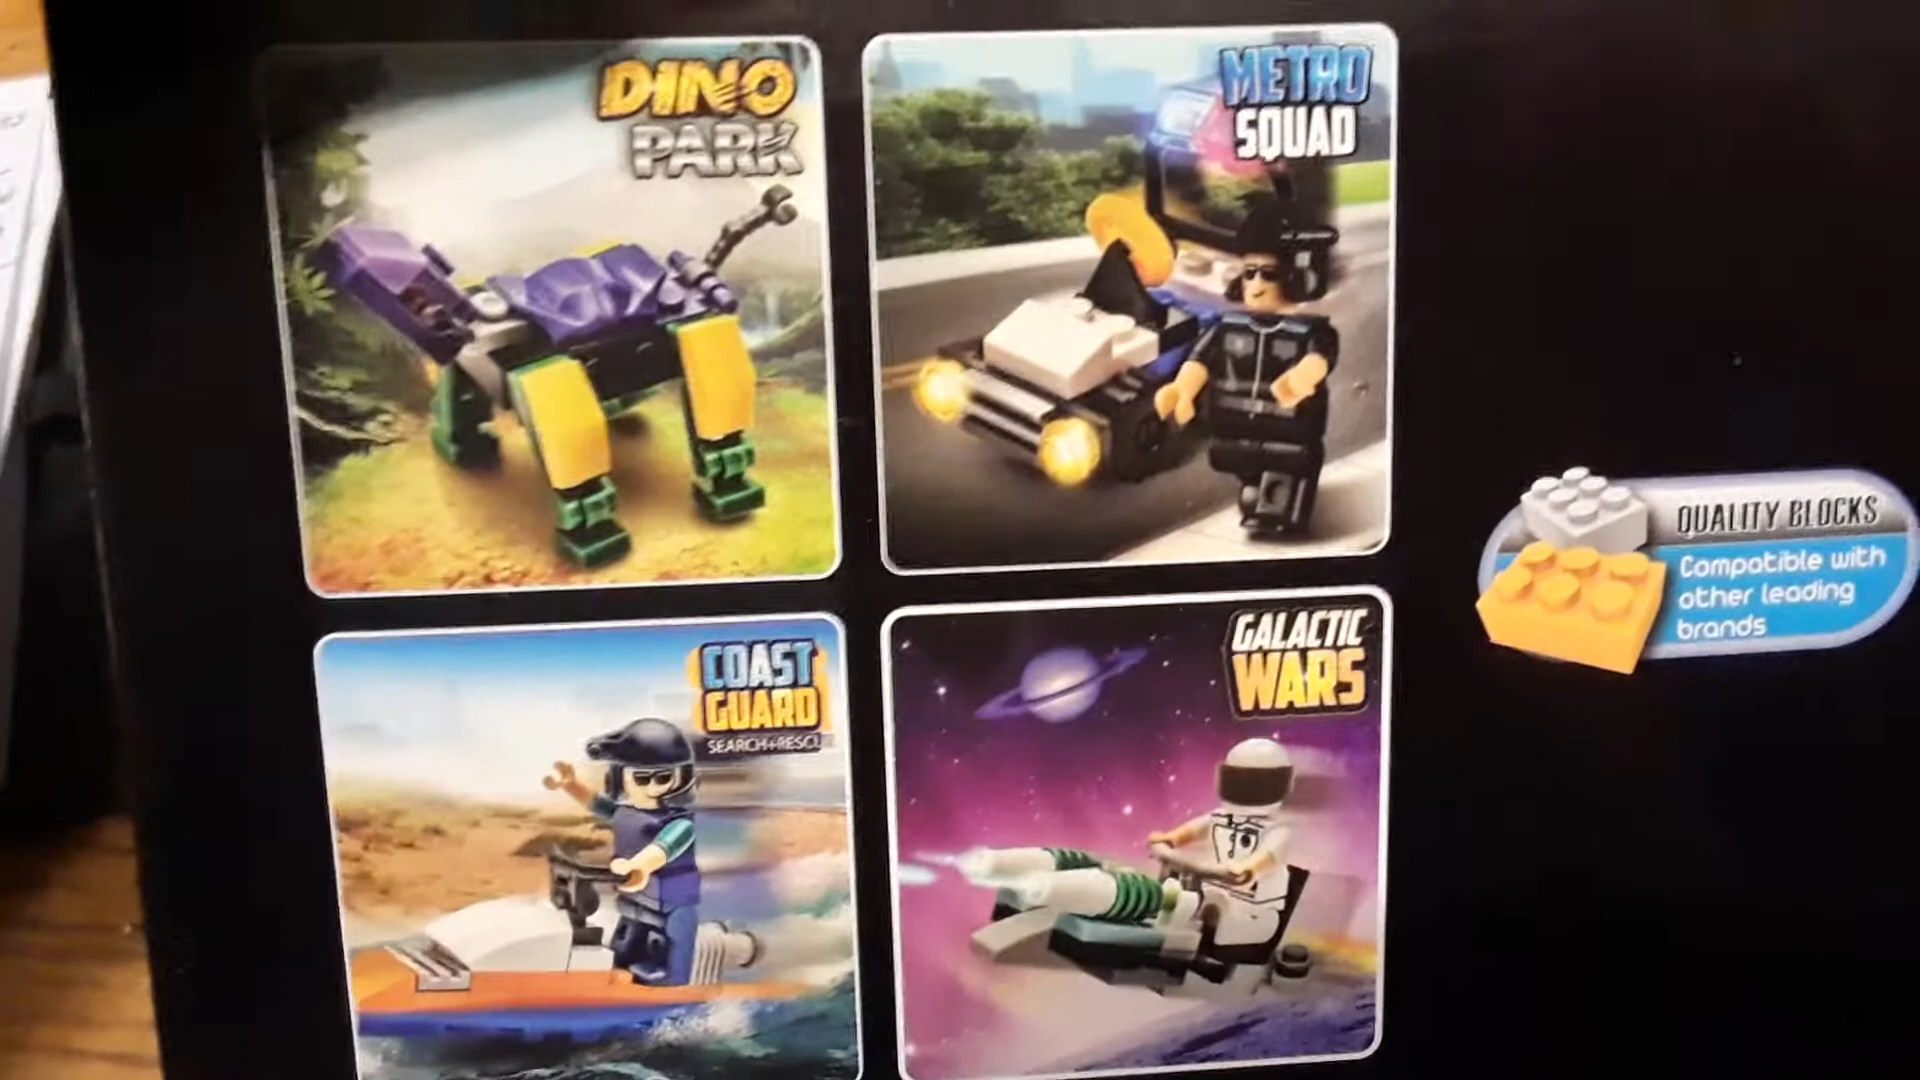 DINO
PARK
METRO
SQUAD
QUALITY BLOCKS
Compatible with
other leading
brands
COAST
GUARD
GALACTIC
WARS